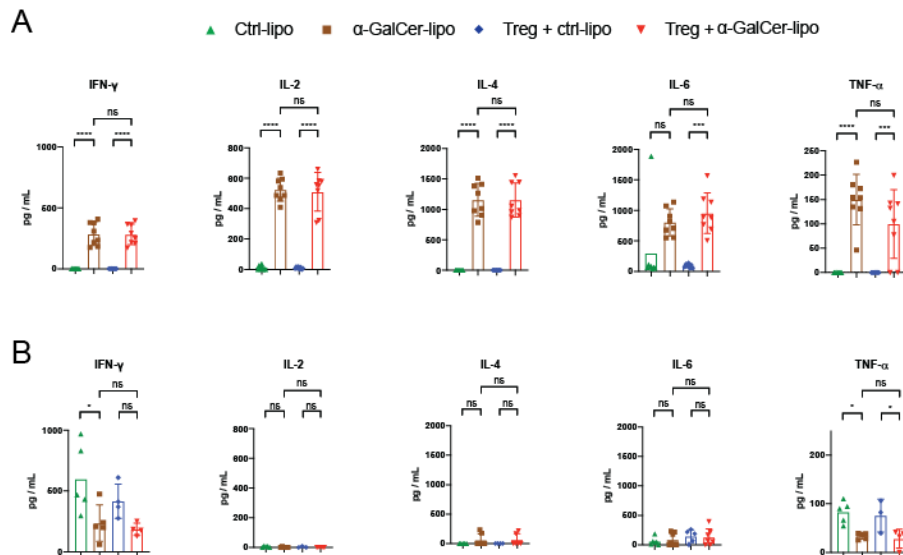 A
Ctrl-lipo α-GalCer-lipo Treg + ctrl-lipo Treg + α-GalCer-lipo
IFN-γ IL-2 IL-4 IL-6 TNF-α
ns ns ns ns ns
**** **** **** **** **** **** ns *** **** ***
pg / mL pg / mL pg / mL pg / mL pg / mL
1000 800 2000 2000 250
600 600 1500 1500 200
400 1000 1000 150
200 500 500 100
50
0 0 0 0 0
B
IFN-γ IL-2 IL-4 IL-6 TNF-α
ns ns ns ns ns
* ns ns ns ns ns ns ns * *
pg / mL pg / mL pg / mL pg / mL pg / mL
1000 800 2000 2000 200
500 600 1500 1500 100
400 1000 1000
200 500 500
0 0 0 0 0